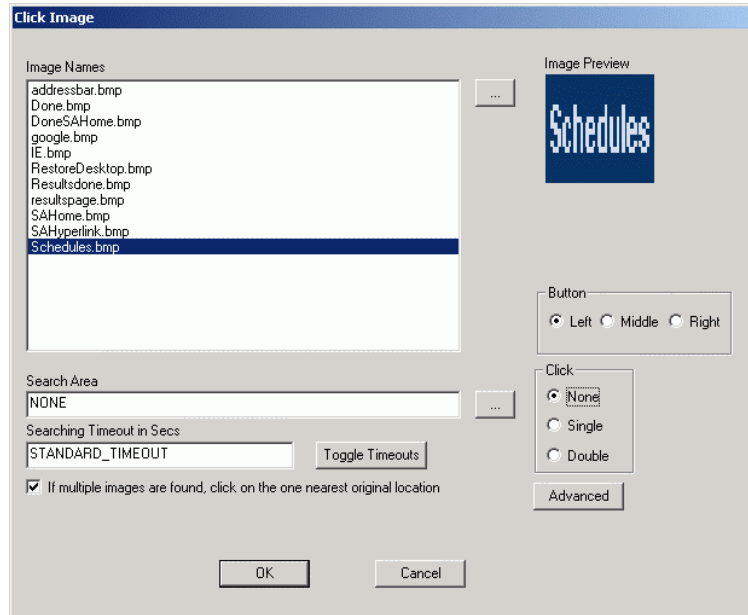 Click Image
Image Names
Image Preview
addressbar.bmp
Done.bmp
DoneSAHome.bmp
google.bmp
IE.bmp
RestoreDesktop.bmp
Resultsdone.bmp
resultspage.bmp
SAHome.bmp
SAHyperlink.bmp
Schedules.bmp
...
Schedules
Button
Left Middle Right
Search Area
NONE
...
Click
None
Single
Double
Searching Timeout in Secs
STANDARD_TIMEOUT
Toggle Timeouts
If multiple images are found, click on the one nearest original location
Advanced
OK Cancel